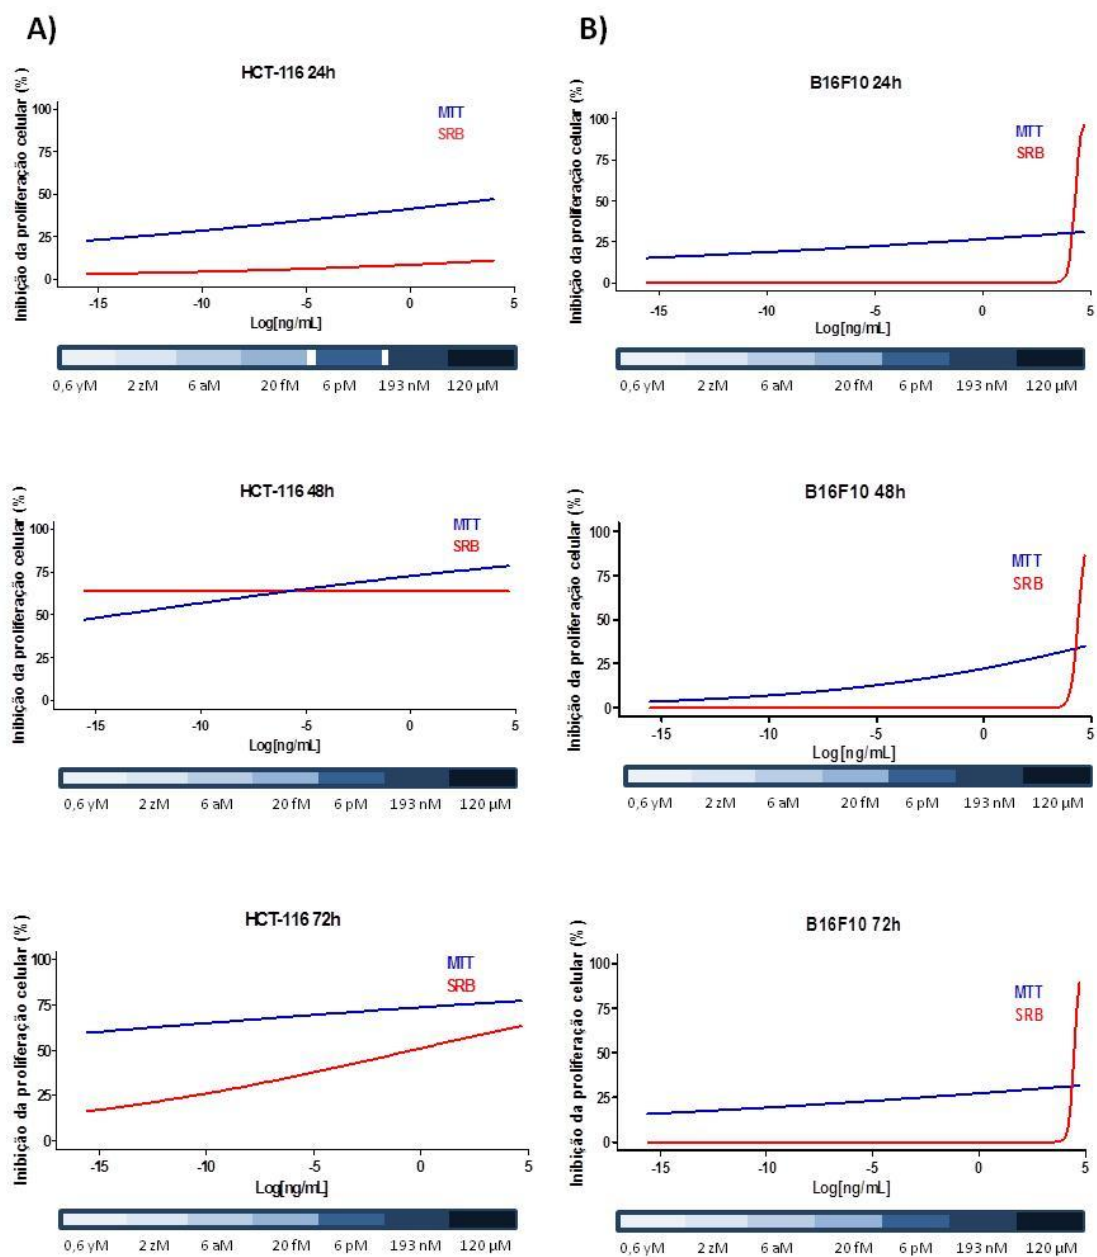 A)
HCT-116 24h
Inibição da proliferação celular (%)
100
75
50
25
0
MTT
SRB
-15 -10 -5 0 5
Log[ng/mL]
0,6 yM 2 zM 6 aM 20 fM 6 pM 193 nM 120 µM
HCT-116 48h
Inibição da proliferação celular (%)
100
75
50
25
0
MTT
SRB
-15 -10 -5 0 5
Log[ng/mL]
0,6 yM 2 zM 6 aM 20 fM 6 pM 193 nM 120 µM
HCT-116 72h
Inibição da proliferação celular (%)
100
75
50
25
0
MTT
SRB
-15 -10 -5 0 5
Log[ng/mL]
0,6 yM 2 zM 6 aM 20 fM 6 pM 193 nM 120 µM
B)
B16F10 24h
Inibição da proliferação celular (%)
100
75
50
25
0
MTT
SRB
-15 -10 -5 0 5
Log[ng/mL]
0,6 yM 2 zM 6 aM 20 fM 6 pM 193 nM 120 µM
B16F10 48h
Inibição da proliferação celular (%)
100
75
50
25
0
MTT
SRB
-15 -10 -5 0 5
Log[ng/mL]
0,6 yM 2 zM 6 aM 20 fM 6 pM 193 nM 120 µM
B16F10 72h
Inibição da proliferação celular (%)
100
75
50
25
0
MTT
SRB
-15 -10 -5 0 5
Log[ng/mL]
0,6 yM 2 zM 6 aM 20 fM 6 pM 193 nM 120 µM